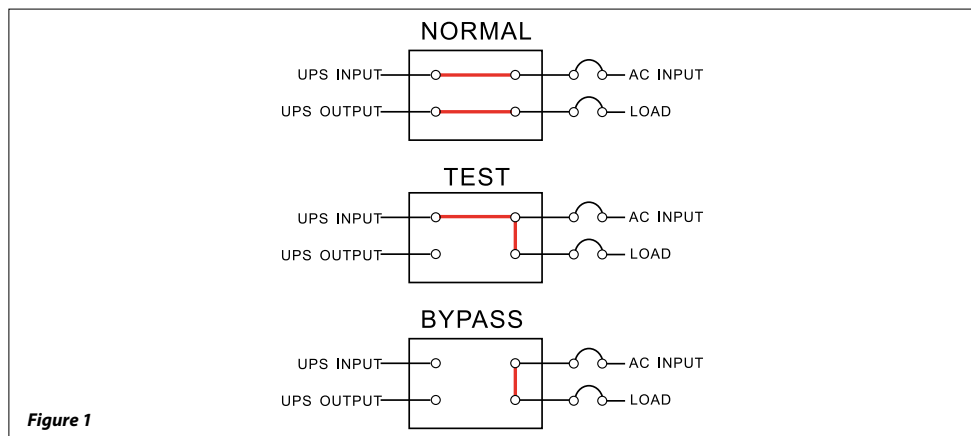 NORMAL
UPS INPUT AC INPUT
UPS OUTPUT LOAD
TEST
UPS INPUT AC INPUT
UPS OUTPUT LOAD
BYPASS
UPS INPUT AC INPUT
UPS OUTPUT LOAD
Figure 1